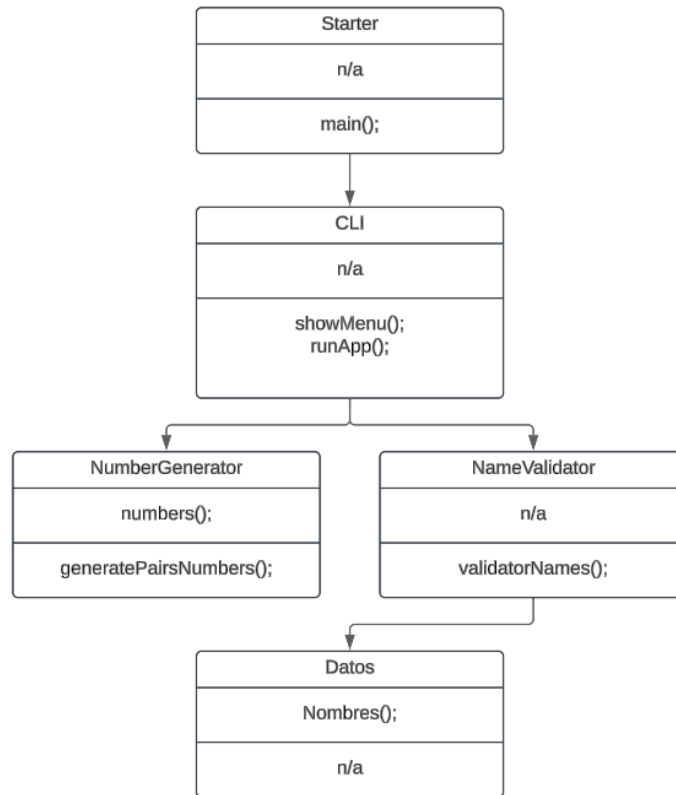 Starter
n/a
main();
CLI
n/a
showMenu();
runApp();
NumberGenerator
numbers();
generatePairsNumbers();
NameValidator
n/a
validatorNames();
Datos
Nombres();
n/a